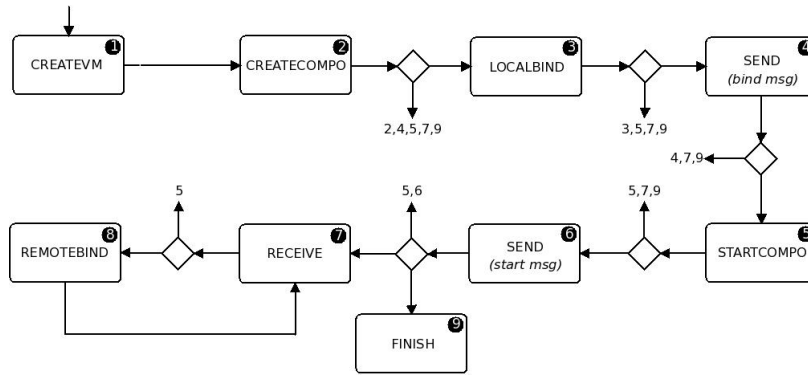 1
CREATEVM
2
CREATECOMPO
2,4,5,7,9
3
LOCALBIND
3,5,7,9
4
SEND
(bind msg)
4,7,9
5
STARTCOMPO
5,7,9
6
SEND
(start msg)
5,6
7
RECEIVE
5
8
REMOTEBIND
9
FINISH